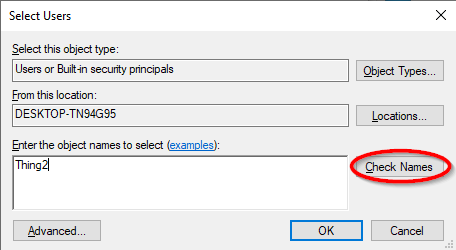 Select Users
Select this object type:
Users or Built-in security principals
Object Types...
From this location:
DESKTOP-TN94G95
Locations...
Enter the object names to select (examples):
Thing2
Check Names
Advanced...
OK
Cancel